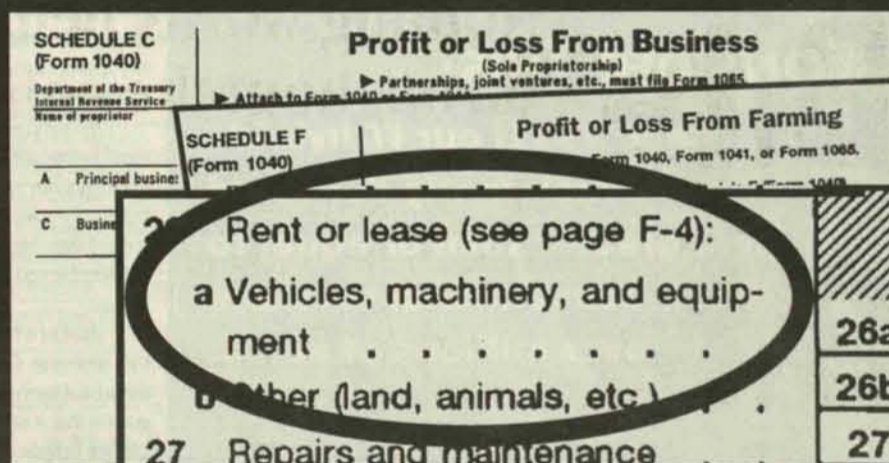 SCHEDULE C
(Form 1040)
Department of the Treasury
Internal Revenue Service
Name of proprietor
Profit or Loss From Business
(Sole Proprietorship)
▶ Partnerships, joint ventures, etc., must file Form 1065.
▶ Attach to Form 1040 or
A Principal busines
C Busine
SCHEDULE F
(Form 1040)
Profit or Loss From Farming
Form 1040, Form 1041, or Form 1065.
Rent or lease (see page F-4):
a Vehicles, machinery, and equip-
ment . . . . . . . 26a
b Other (land, animals, etc.) . . 26b
27 Repairs and maintenance 27